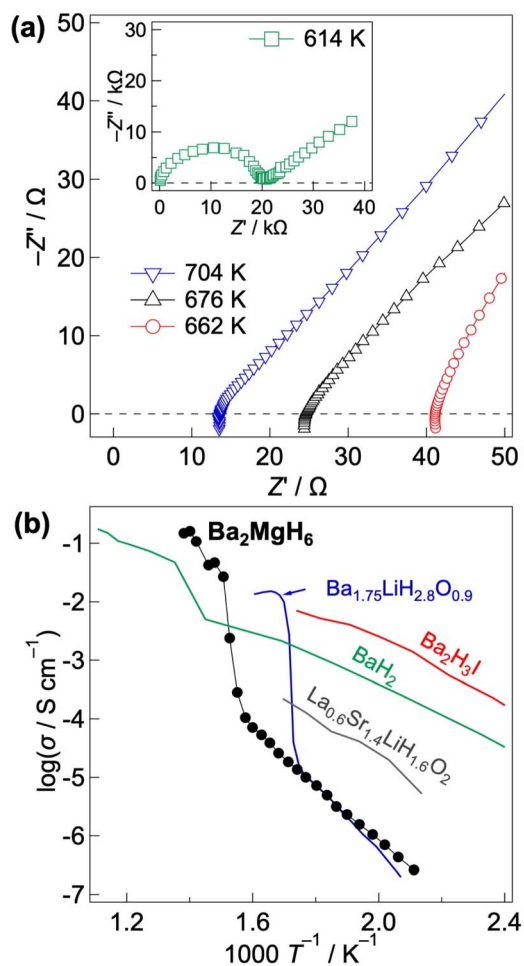 (a)
30
20
10
0
–Z″ / kΩ
614 K
0 10 20 30 40
Z′ / kΩ
40
30
20
10
0
–Z″ / Ω
704 K
676 K
662 K
0 10 20 30 40 50
Z′ / Ω
(b)
-1
-2
-3
-4
-5
-6
-7
log(σ / S cm⁻¹)
Ba₂MgH₆
Ba₁.₇₅LiH₂.₈O₀.₉
Ba₂H₃I
BaH₂
La₀.₆Sr₁.₄LiH₁.₆O₂
1.2 1.6 2.0 2.4
1000 T⁻¹ / K⁻¹